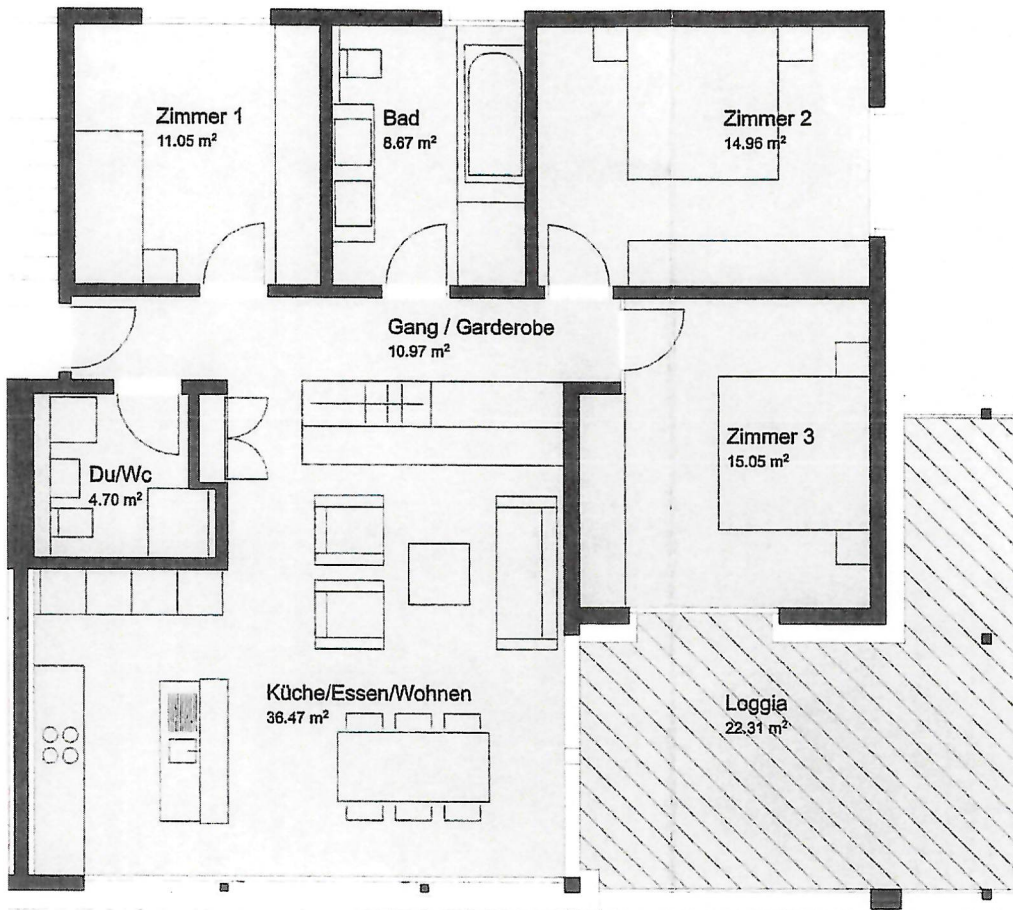 Zimmer 1
11.05 m²
Bad
8.67 m²
Zimmer 2
14.96 m²
Gang / Garderobe
10.97 m²
Du/Wc
4.70 m²
Zimmer 3
15.05 m²
Küche/Essen/Wohnen
36.47 m²
Loggia
22.31 m²